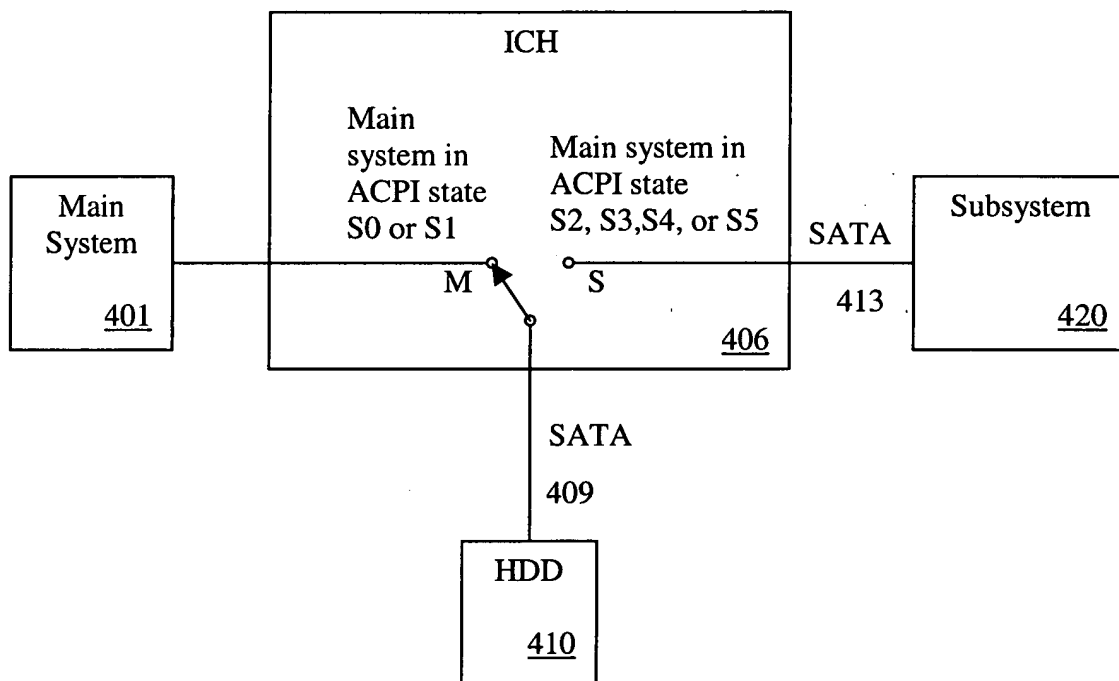 ICH
Main
system in
ACPI state
S0 or S1
Main system in
ACPI state
S2, S3,S4, or S5
Main
System
401
M
S
406
SATA
413
Subsystem
420
SATA
409
HDD
410